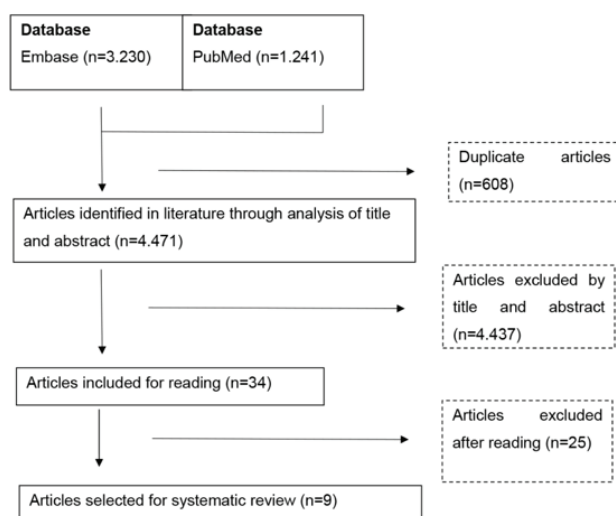 Database
Embase (n=3.230)
Database
PubMed (n=1.241)
Duplicate articles
(n=608)
Articles identified in literature through analysis of title
and abstract (n=4.471)
Articles excluded by
title and abstract
(n=4.437)
Articles included for reading (n=34)
Articles excluded
after reading (n=25)
Articles selected for systematic review (n=9)